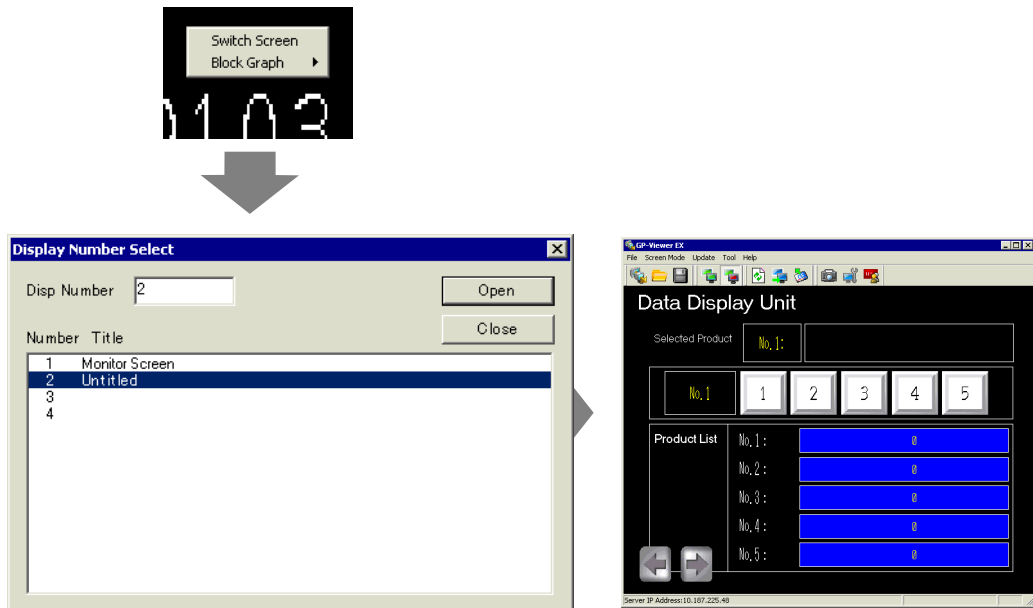 Switch Screen
Block Graph
0103
Display Number Select
Disp Number 2
Open
Close
Number Title
1 Monitor Screen
2 Untitled
3
4
GP-Viewer EX
File Screen Mode Update Tool Help
Data Display Unit
Selected Product No.1:
No.1 1 2 3 4 5
Product List No.1: 0
No.2: 0
No.3: 0
No.4: 0
No.5: 0
Server IP Address:10.187.225.48